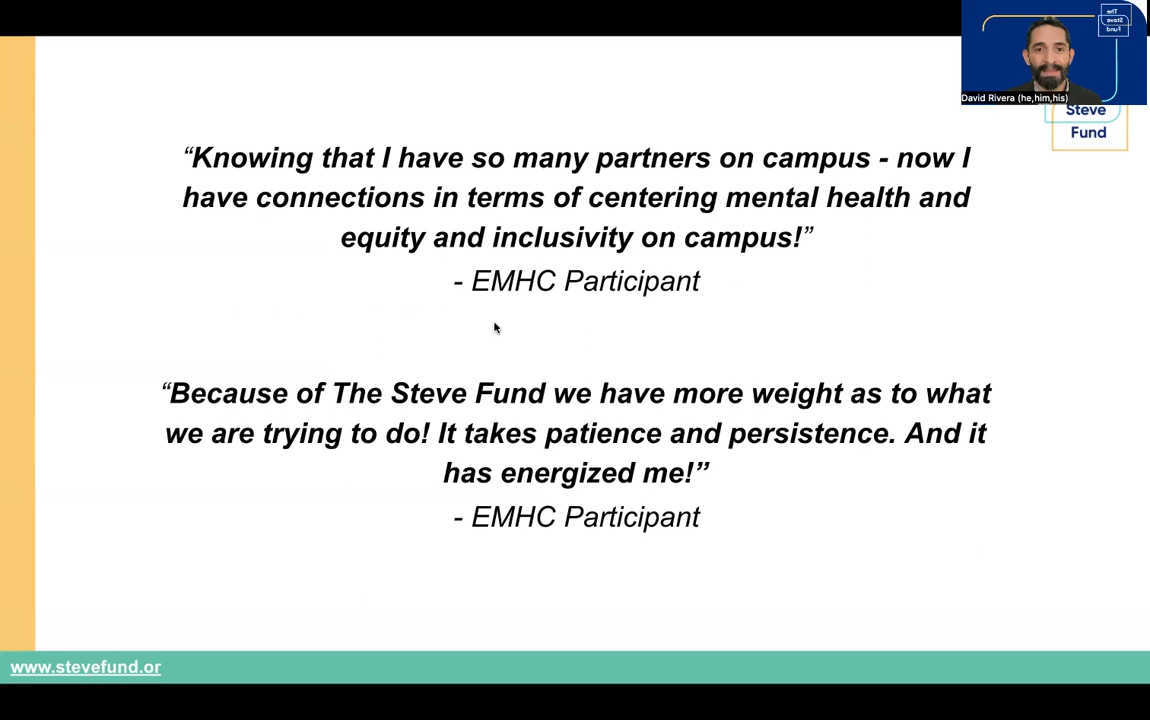 The
Steve
Fund
David Rivera (he,him,his)
Steve
Fund
“Knowing that I have so many partners on campus - now I
have connections in terms of centering mental health and
equity and inclusivity on campus!”
- EMHC Participant
“Because of The Steve Fund we have more weight as to what
we are trying to do! It takes patience and persistence. And it
has energized me!”
- EMHC Participant
www.stevefund.or